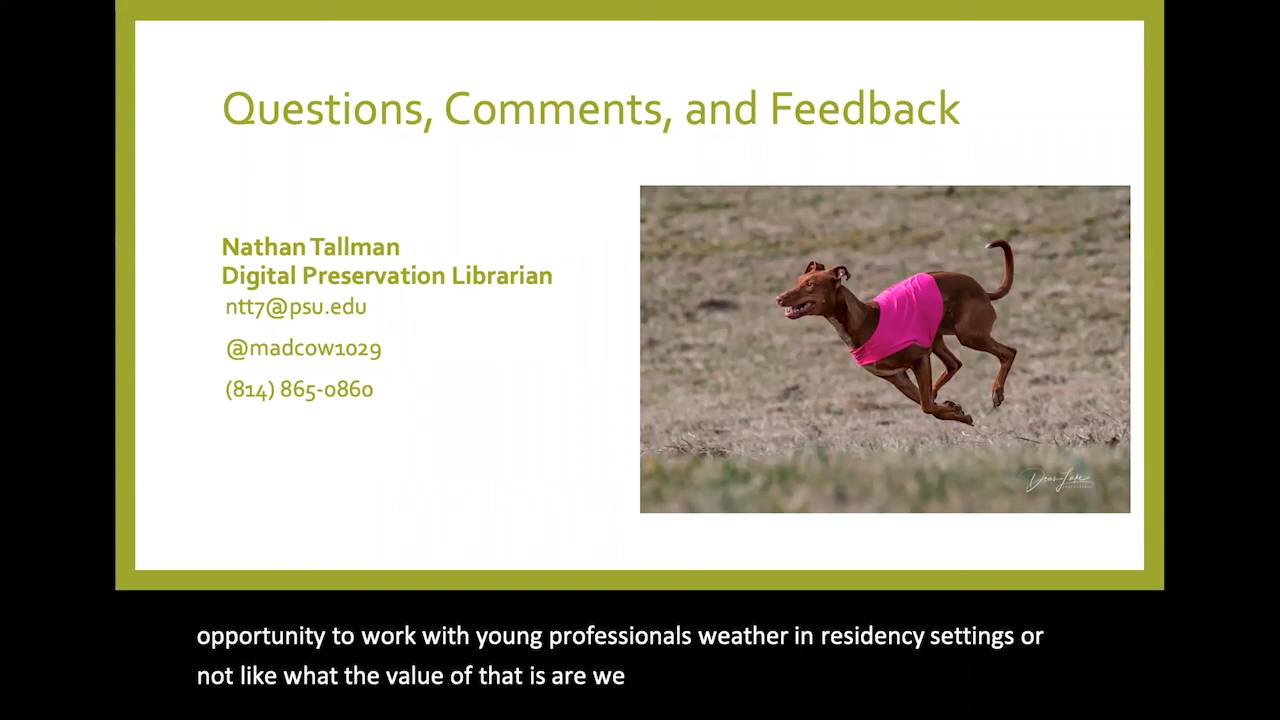 Questions, Comments, and Feedback
Nathan Tallman
Digital Preservation Librarian
ntt7@psu.edu
@madcow1029
(814) 865-0860
opportunity to work with young professionals weather in residency settings or
not like what the value of that is are we